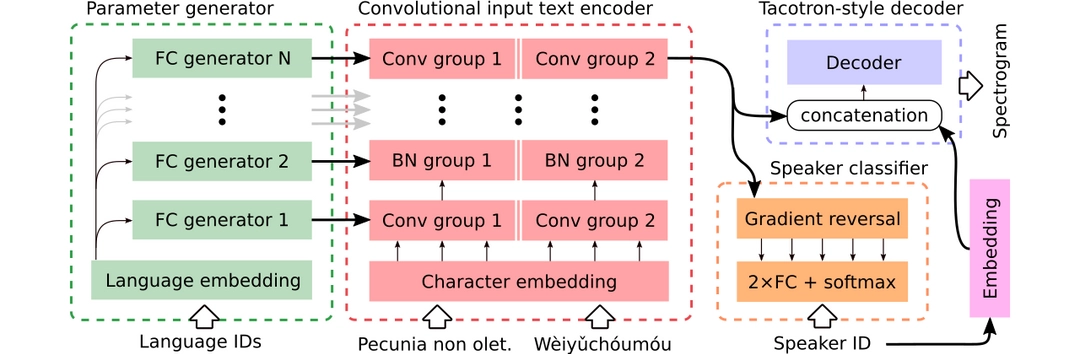 Parameter generator
Convolutional input text encoder
Tacotron-style decoder
FC generator N
Conv group 1
Conv group 2
Decoder
concatenation
Spectrogram
FC generator 2
BN group 1
BN group 2
Speaker classifier
FC generator 1
Conv group 1
Conv group 2
Gradient reversal
Embedding
Language embedding
Character embedding
2×FC + softmax
Language IDs
Pecunia non olet.
Wèiyǔchóumóu
Speaker ID